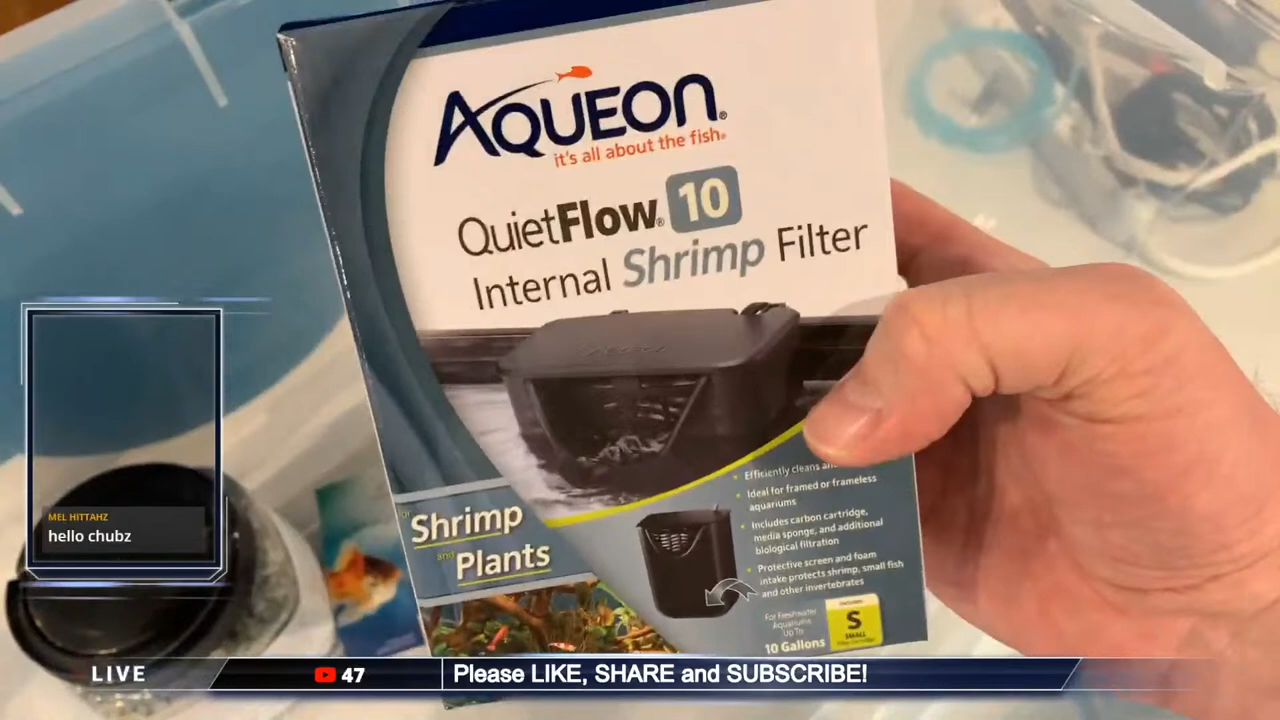 AQUEON®
it's all about the fish®
QuietFlow® 10
Internal Shrimp Filter
• Efficiently cleans
• Ideal for framed or frameless
aquariums
• Includes carbon cartridge,
media sponge, and additional
biological filtration
• Protective screen and foam
intake protects shrimp, small fish
and other invertebrates
Shrimp
and Plants
For Freshwater
Aquariums
Up To
10 Gallons
S
SMALL
MEL HITTAHZ
hello chubz
LIVE
47
Please LIKE, SHARE and SUBSCRIBE!